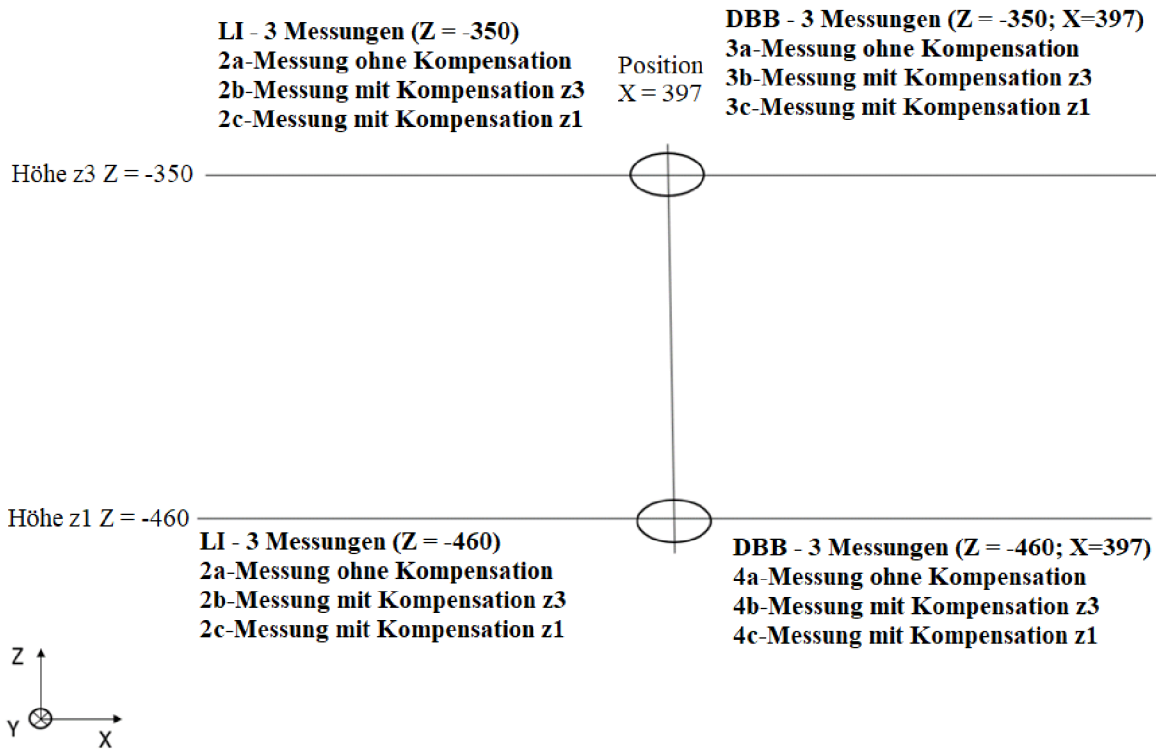 LI - 3 Messungen (Z = -350)
2a-Messung ohne Kompensation
2b-Messung mit Kompensation z3
2c-Messung mit Kompensation z1
Position
X = 397
DBB - 3 Messungen (Z = -350; X=397)
3a-Messung ohne Kompensation
3b-Messung mit Kompensation z3
3c-Messung mit Kompensation z1
Höhe z3 Z = -350
Höhe z1 Z = -460
LI - 3 Messungen (Z = -460)
2a-Messung ohne Kompensation
2b-Messung mit Kompensation z3
2c-Messung mit Kompensation z1
DBB - 3 Messungen (Z = -460; X=397)
4a-Messung ohne Kompensation
4b-Messung mit Kompensation z3
4c-Messung mit Kompensation z1
Z
Y
X